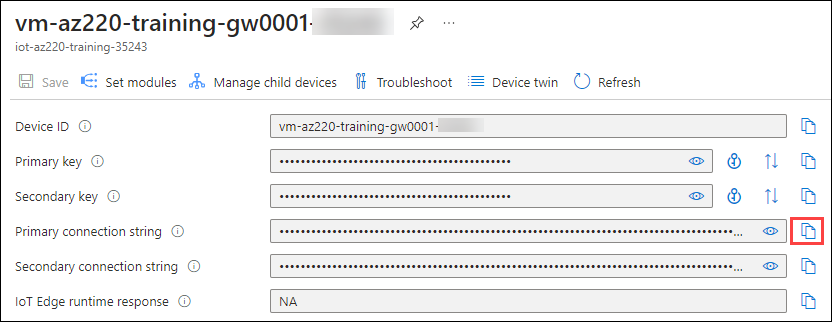 vm-az220-training-gw0001-
iot-az220-training-35243
Save Set modules Manage child devices Troubleshoot Device twin Refresh
Device ID vm-az220-training-gw0001-
Primary key
Secondary key
Primary connection string ...
Secondary connection string ...
IoT Edge runtime response NA